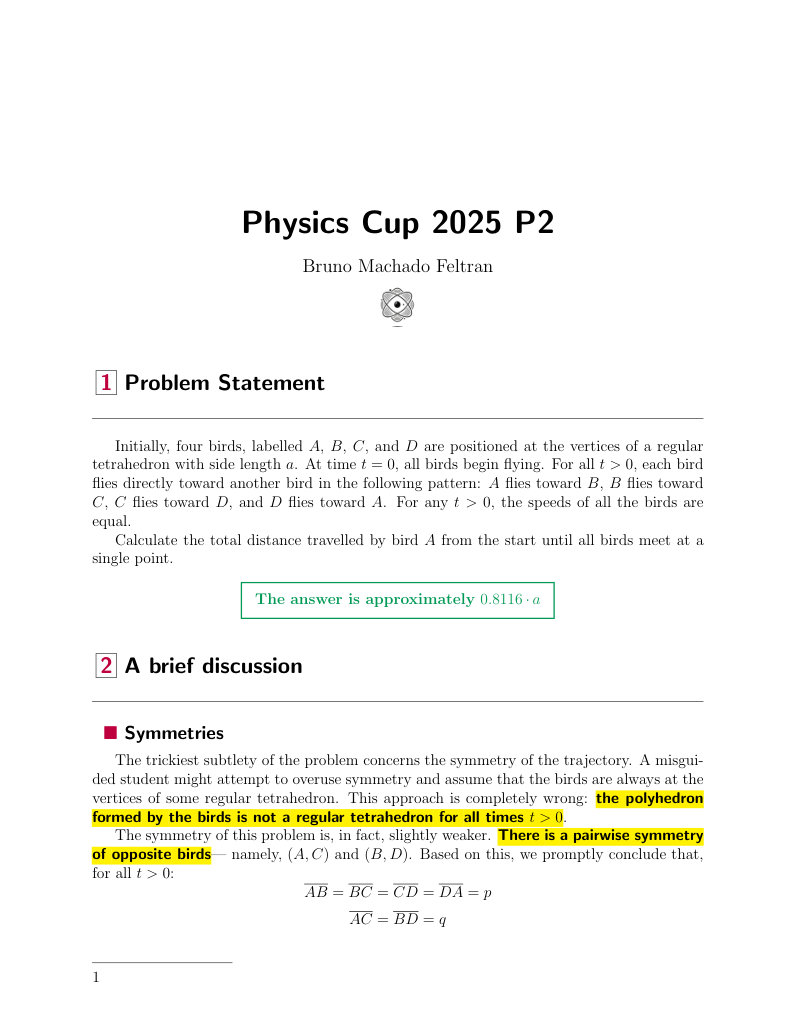 Physics Cup 2025 P2
Bruno Machado Feltran
1 Problem Statement
Initially, four birds, labelled A, B, C, and D are positioned at the vertices of a regular
tetrahedron with side length a. At time t = 0, all birds begin flying. For all t > 0, each bird
flies directly toward another bird in the following pattern: A flies toward B, B flies toward
C, C flies toward D, and D flies toward A. For any t > 0, the speeds of all the birds are
equal.
Calculate the total distance travelled by bird A from the start until all birds meet at a
single point.
The answer is approximately 0.8116 · a
2 A brief discussion
■ Symmetries
The trickiest subtlety of the problem concerns the symmetry of the trajectory. A misgui-
ded student might attempt to overuse symmetry and assume that the birds are always at the
vertices of some regular tetrahedron. This approach is completely wrong: the polyhedron
formed by the birds is not a regular tetrahedron for all times t > 0.
The symmetry of this problem is, in fact, slightly weaker. There is a pairwise symmetry
of opposite birds— namely, (A, C) and (B, D). Based on this, we promptly conclude that,
for all t > 0:
A̅B̅ = B̅C̅ = C̅D̅ = D̅A̅ = p
A̅C̅ = B̅D̅ = q
1